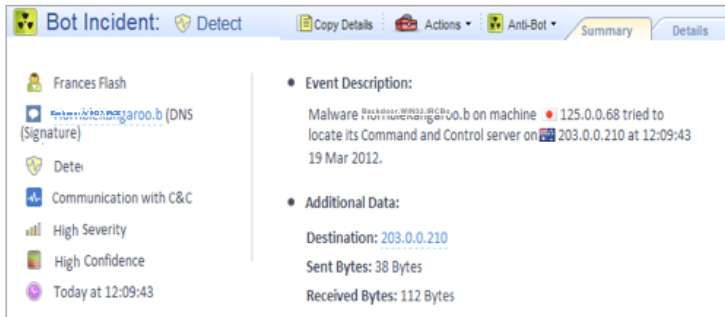 Bot Incident: Detect
Copy Details Actions Anti-Bot Summary Details
Frances Flash
(DNS
(Signature)
Communication with C&C
High Severity
High Confidence
Today at 12:09:43
Event Description:
Malware on machine 125.0.0.68 tried to
locate its Command and Control server on 203.0.0.210 at 12:09:43
19 Mar 2012.
Additional Data:
Destination: 203.0.0.210
Sent Bytes: 38 Bytes
Received Bytes: 112 Bytes